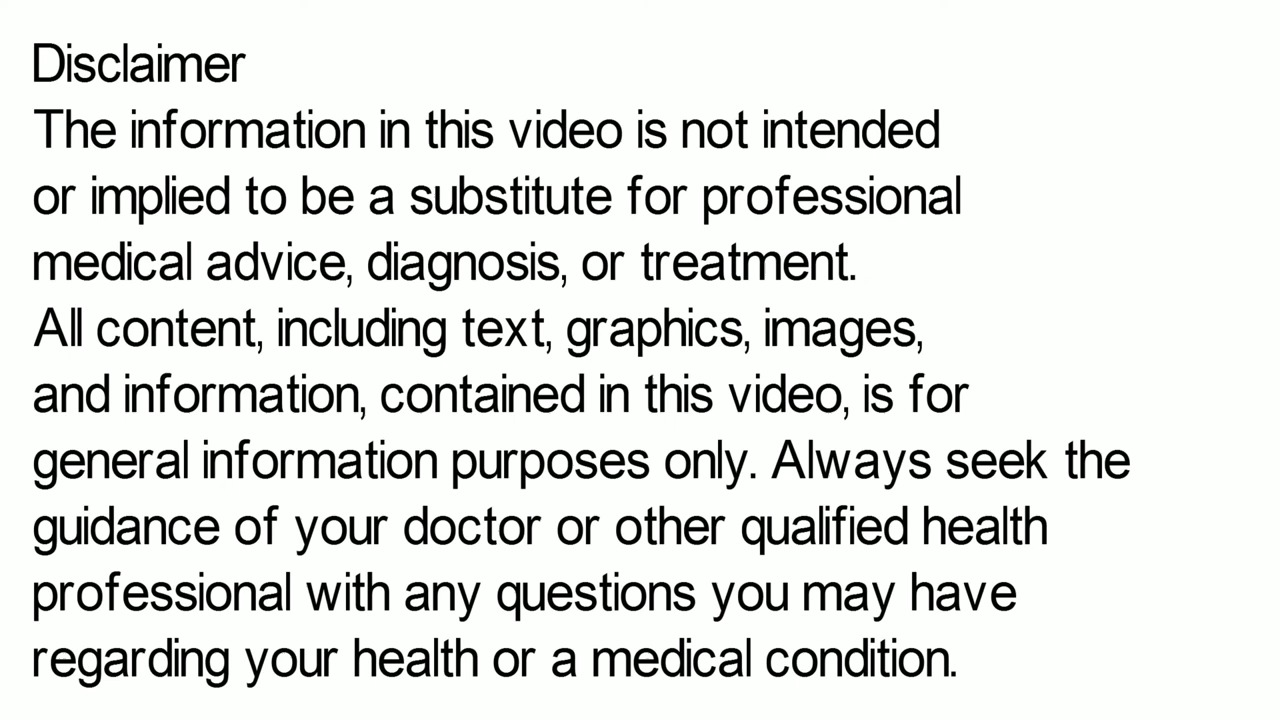 Disclaimer
The information in this video is not intended
or implied to be a substitute for professional
medical advice, diagnosis, or treatment.
All content, including text, graphics, images,
and information, contained in this video, is for
general information purposes only. Always seek the
guidance of your doctor or other qualified health
professional with any questions you may have
regarding your health or a medical condition.